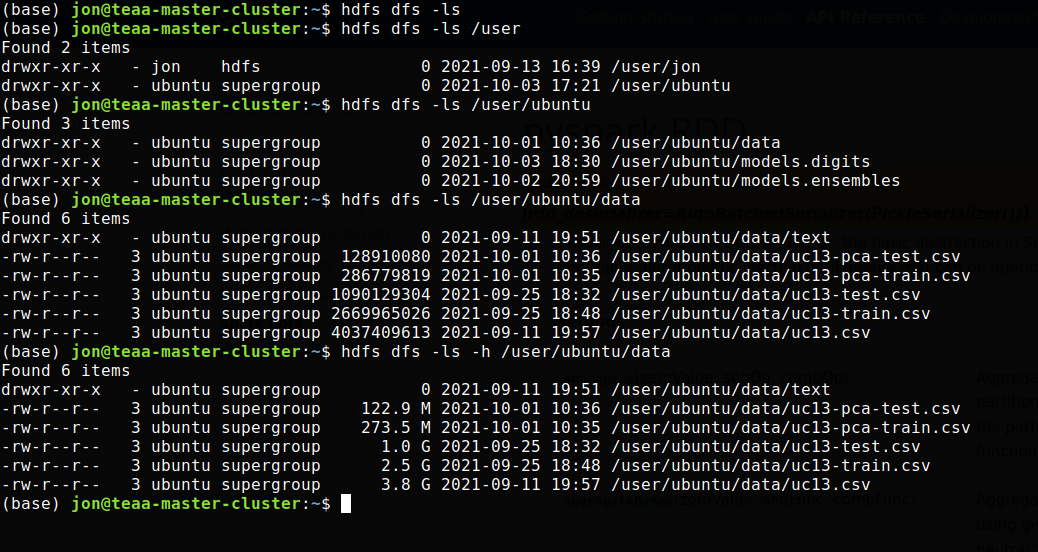 (base) jon@teaa-master-cluster:~$ hdfs dfs -ls
(base) jon@teaa-master-cluster:~$ hdfs dfs -ls /user
Found 2 items
drwxr-xr-x   - jon    hdfs                0 2021-09-13 16:39 /user/jon
drwxr-xr-x   - ubuntu supergroup          0 2021-10-03 17:21 /user/ubuntu
(base) jon@teaa-master-cluster:~$ hdfs dfs -ls /user/ubuntu
Found 3 items
drwxr-xr-x   - ubuntu supergroup          0 2021-10-01 10:36 /user/ubuntu/data
drwxr-xr-x   - ubuntu supergroup          0 2021-10-03 18:30 /user/ubuntu/models.digits
drwxr-xr-x   - ubuntu supergroup          0 2021-10-02 20:59 /user/ubuntu/models.ensembles
(base) jon@teaa-master-cluster:~$ hdfs dfs -ls /user/ubuntu/data
Found 6 items
drwxr-xr-x   - ubuntu supergroup          0 2021-09-11 19:51 /user/ubuntu/data/text
-rw-r--r--   3 ubuntu supergroup  128910080 2021-10-01 10:36 /user/ubuntu/data/uc13-pca-test.csv
-rw-r--r--   3 ubuntu supergroup  286779819 2021-10-01 10:35 /user/ubuntu/data/uc13-pca-train.csv
-rw-r--r--   3 ubuntu supergroup 1090129304 2021-09-25 18:32 /user/ubuntu/data/uc13-test.csv
-rw-r--r--   3 ubuntu supergroup 2669965026 2021-09-25 18:48 /user/ubuntu/data/uc13-train.csv
-rw-r--r--   3 ubuntu supergroup 4037409613 2021-09-11 19:57 /user/ubuntu/data/uc13.csv
(base) jon@teaa-master-cluster:~$ hdfs dfs -ls -h /user/ubuntu/data
Found 6 items
drwxr-xr-x   - ubuntu supergroup          0 2021-09-11 19:51 /user/ubuntu/data/text
-rw-r--r--   3 ubuntu supergroup    122.9 M 2021-10-01 10:36 /user/ubuntu/data/uc13-pca-test.csv
-rw-r--r--   3 ubuntu supergroup    273.5 M 2021-10-01 10:35 /user/ubuntu/data/uc13-pca-train.csv
-rw-r--r--   3 ubuntu supergroup      1.0 G 2021-09-25 18:32 /user/ubuntu/data/uc13-test.csv
-rw-r--r--   3 ubuntu supergroup      2.5 G 2021-09-25 18:48 /user/ubuntu/data/uc13-train.csv
-rw-r--r--   3 ubuntu supergroup      3.8 G 2021-09-11 19:57 /user/ubuntu/data/uc13.csv
(base) jon@teaa-master-cluster:~$